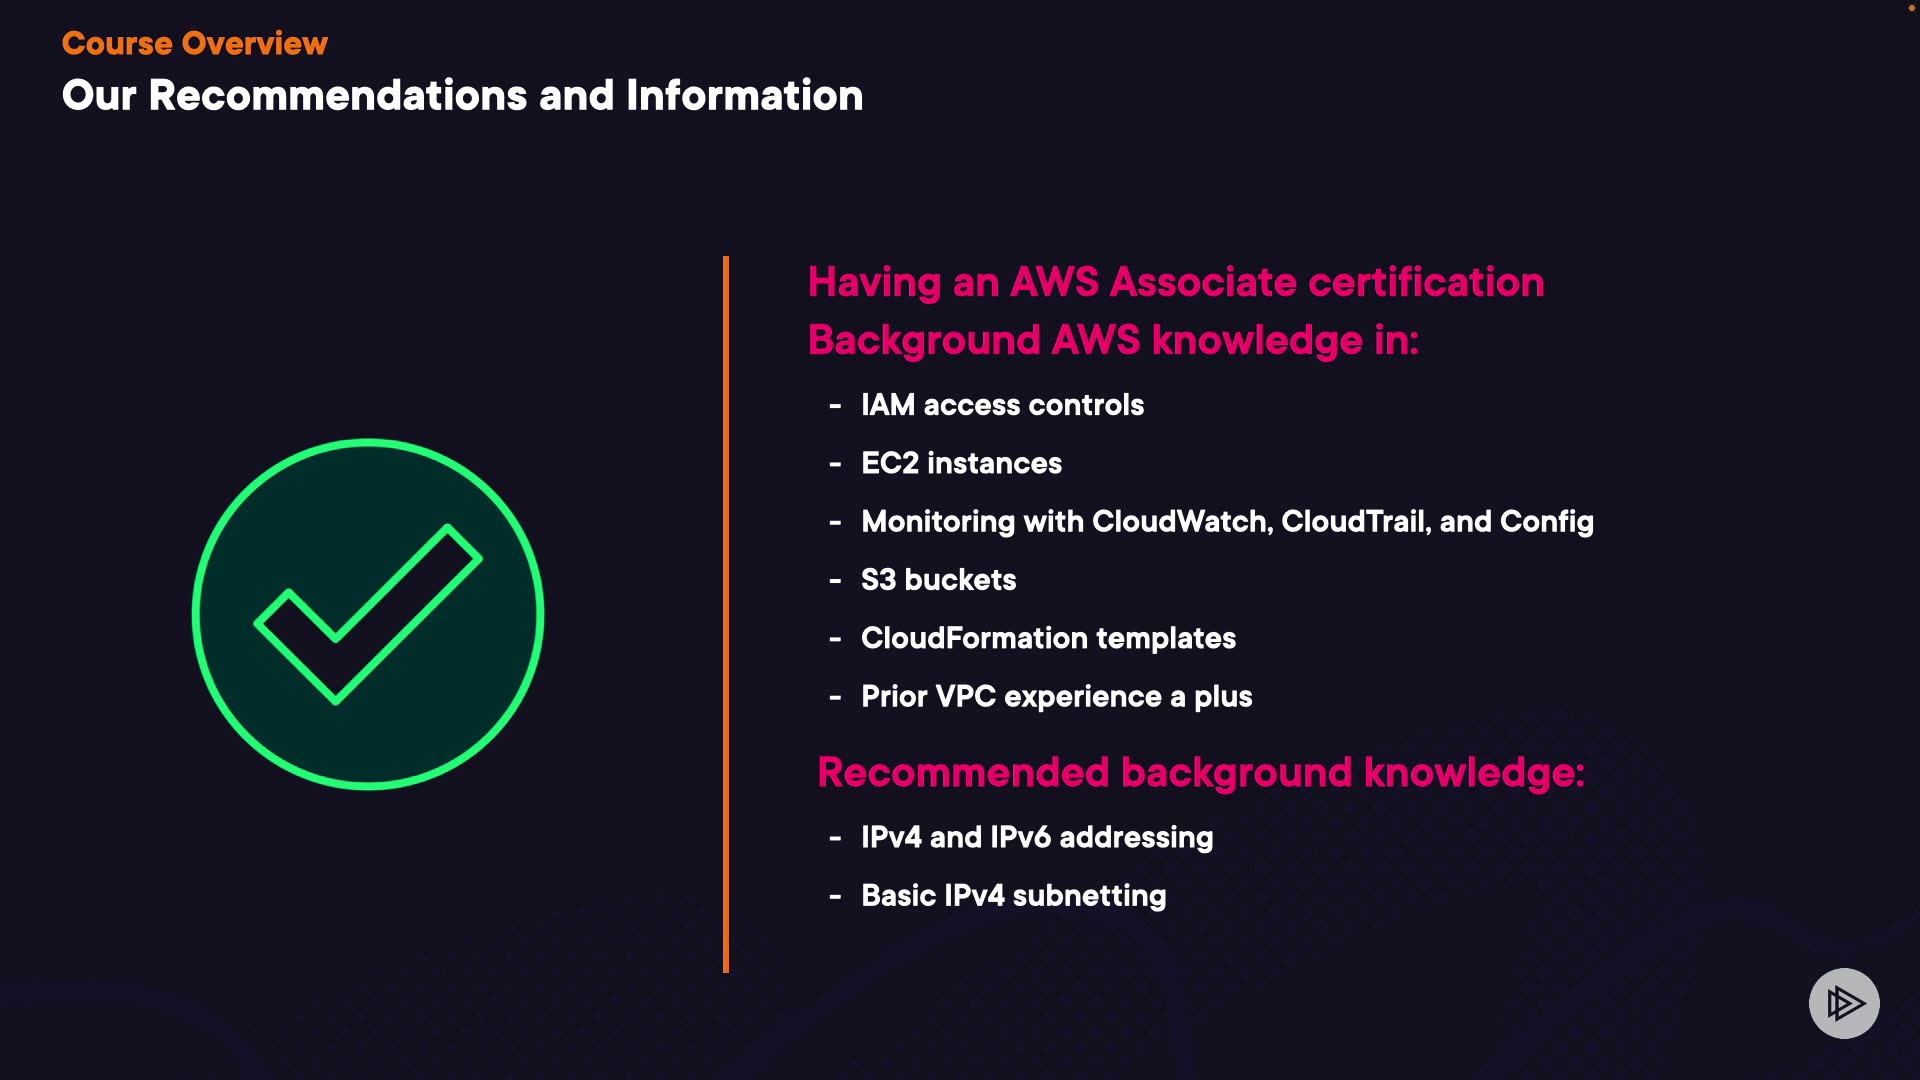 Course Overview
Our Recommendations and Information
Having an AWS Associate certification
Background AWS knowledge in:
- IAM access controls
- EC2 instances
- Monitoring with CloudWatch, CloudTrail, and Config
- S3 buckets
- CloudFormation templates
- Prior VPC experience a plus
Recommended background knowledge:
- IPv4 and IPv6 addressing
- Basic IPv4 subnetting